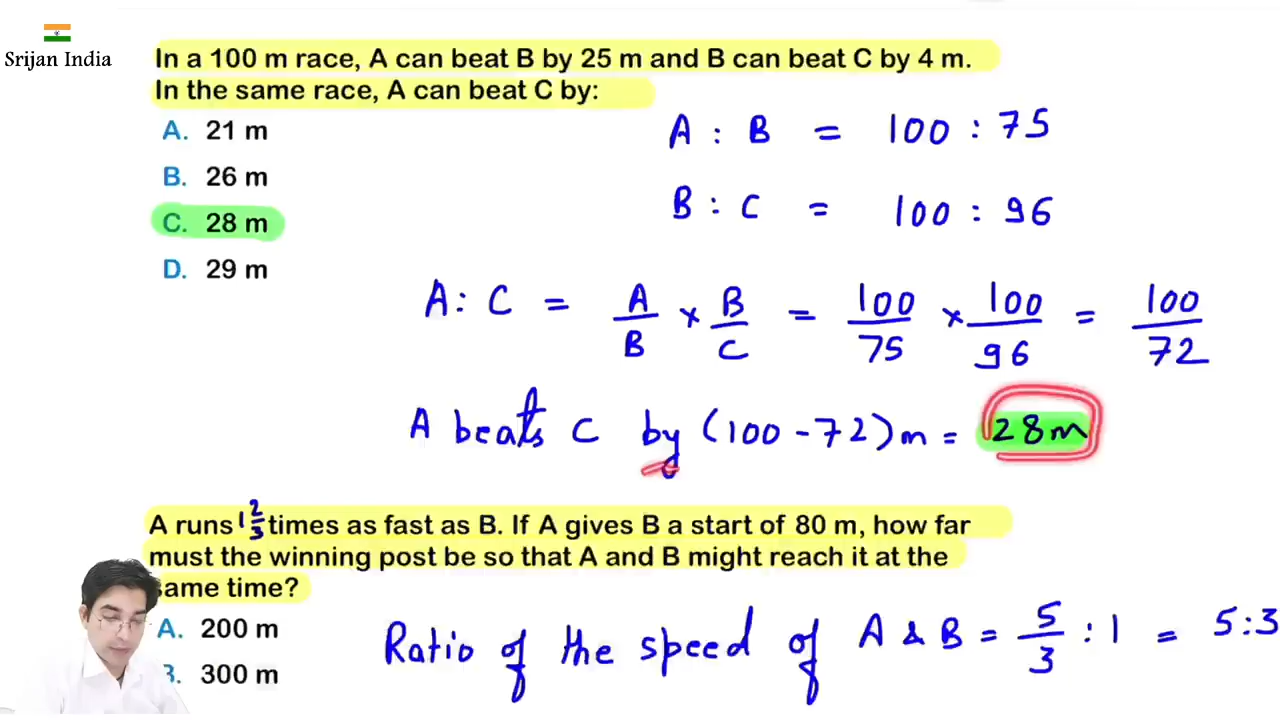 Srijan India
In a 100 m race, A can beat B by 25 m and B can beat C by 4 m.
In the same race, A can beat C by:
A. 21 m
B. 26 m
C. 28 m
D. 29 m
A : B = 100 : 75
B : C = 100 : 96
A : C = A/B × B/C = 100/75 × 100/96 = 100/72
A beats C by (100 - 72) m = 28m
A runs 1 2/3 times as fast as B. If A gives B a start of 80 m, how far
must the winning post be so that A and B might reach it at the
same time?
A. 200 m
B. 300 m
Ratio of the speed of A & B = 5/3 : 1 = 5:3